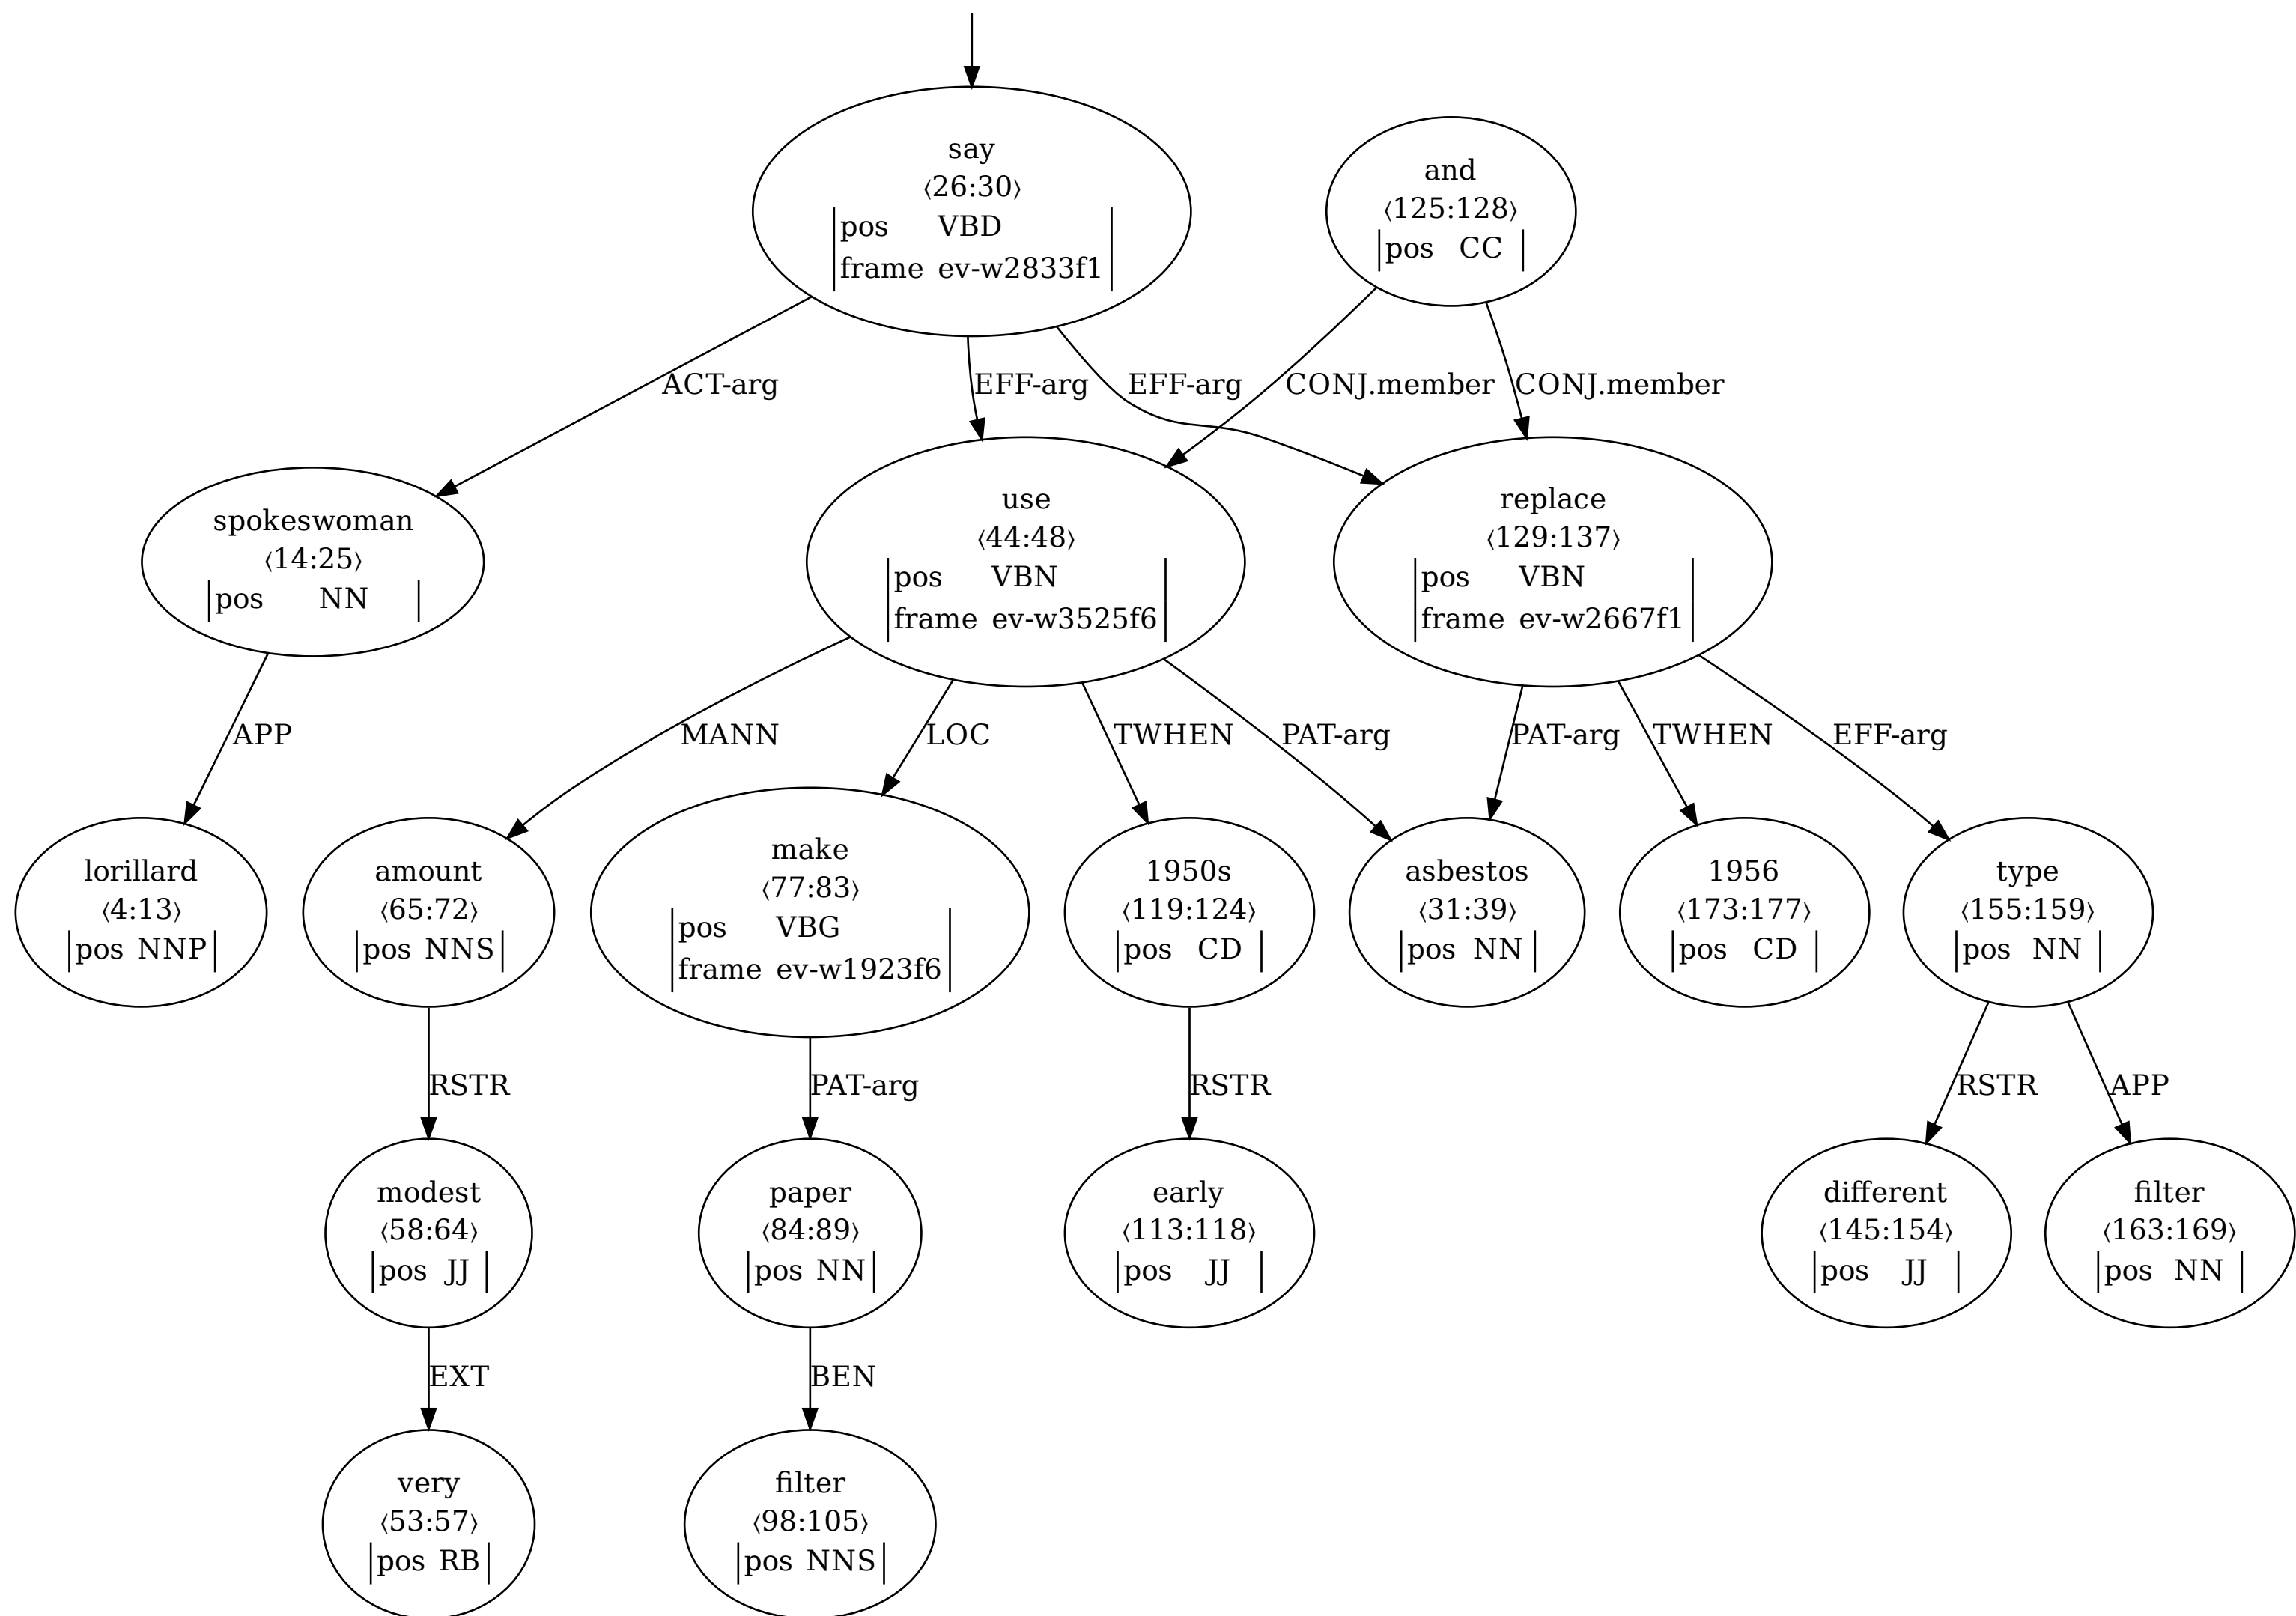 say
⟨26:30⟩
pos VBD
frame ev-w2833f1
and
⟨125:128⟩
pos CC
ACT-arg
EFF-arg
EFF-arg
CONJ.member
CONJ.member
spokeswoman
⟨14:25⟩
pos NN
use
⟨44:48⟩
pos VBN
frame ev-w3525f6
replace
⟨129:137⟩
pos VBN
frame ev-w2667f1
APP
MANN
LOC
TWHEN
PAT-arg
PAT-arg
TWHEN
EFF-arg
lorillard
⟨4:13⟩
pos NNP
amount
⟨65:72⟩
pos NNS
make
⟨77:83⟩
pos VBG
frame ev-w1923f6
1950s
⟨119:124⟩
pos CD
asbestos
⟨31:39⟩
pos NN
1956
⟨173:177⟩
pos CD
type
⟨155:159⟩
pos NN
RSTR
PAT-arg
RSTR
RSTR
APP
modest
⟨58:64⟩
pos JJ
paper
⟨84:89⟩
pos NN
early
⟨113:118⟩
pos JJ
different
⟨145:154⟩
pos JJ
filter
⟨163:169⟩
pos NN
EXT
BEN
very
⟨53:57⟩
pos RB
filter
⟨98:105⟩
pos NNS